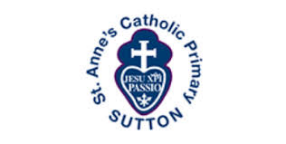 St. Anne's Catholic Primary
JESU XPI
PASSIO
SUTTON